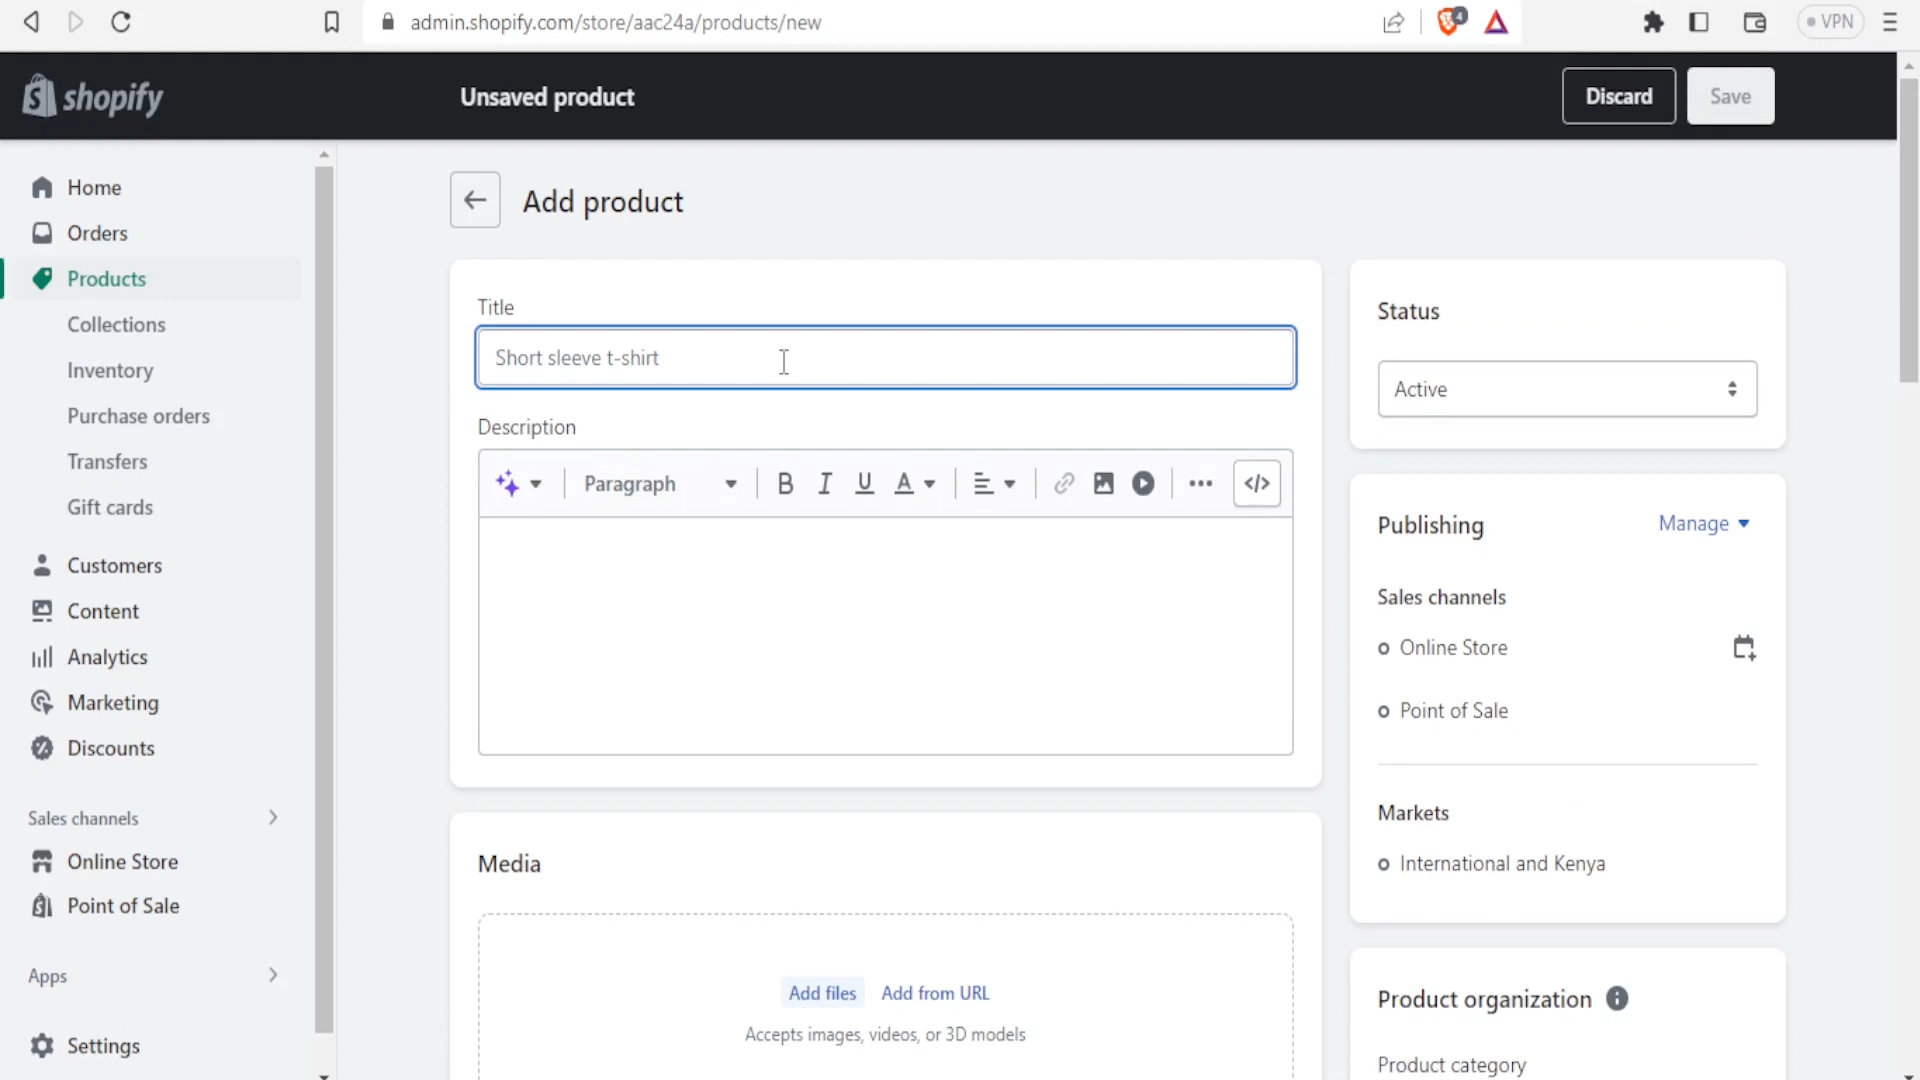 admin.shopify.com/store/aac24a/products/new
4
VPN
shopify
Unsaved product
Discard
Save
Home
Orders
Products
Collections
Inventory
Purchase orders
Transfers
Gift cards
Customers
Content
Analytics
Marketing
Discounts
Sales channels
Online Store
Point of Sale
Apps
Settings
Add product
Title
Short sleeve t-shirt
Description
Paragraph
B I U A
</>
Media
Add files Add from URL
Accepts images, videos, or 3D models
Status
Active
Publishing
Manage
Sales channels
Online Store
Point of Sale
Markets
International and Kenya
Product organization
Product category